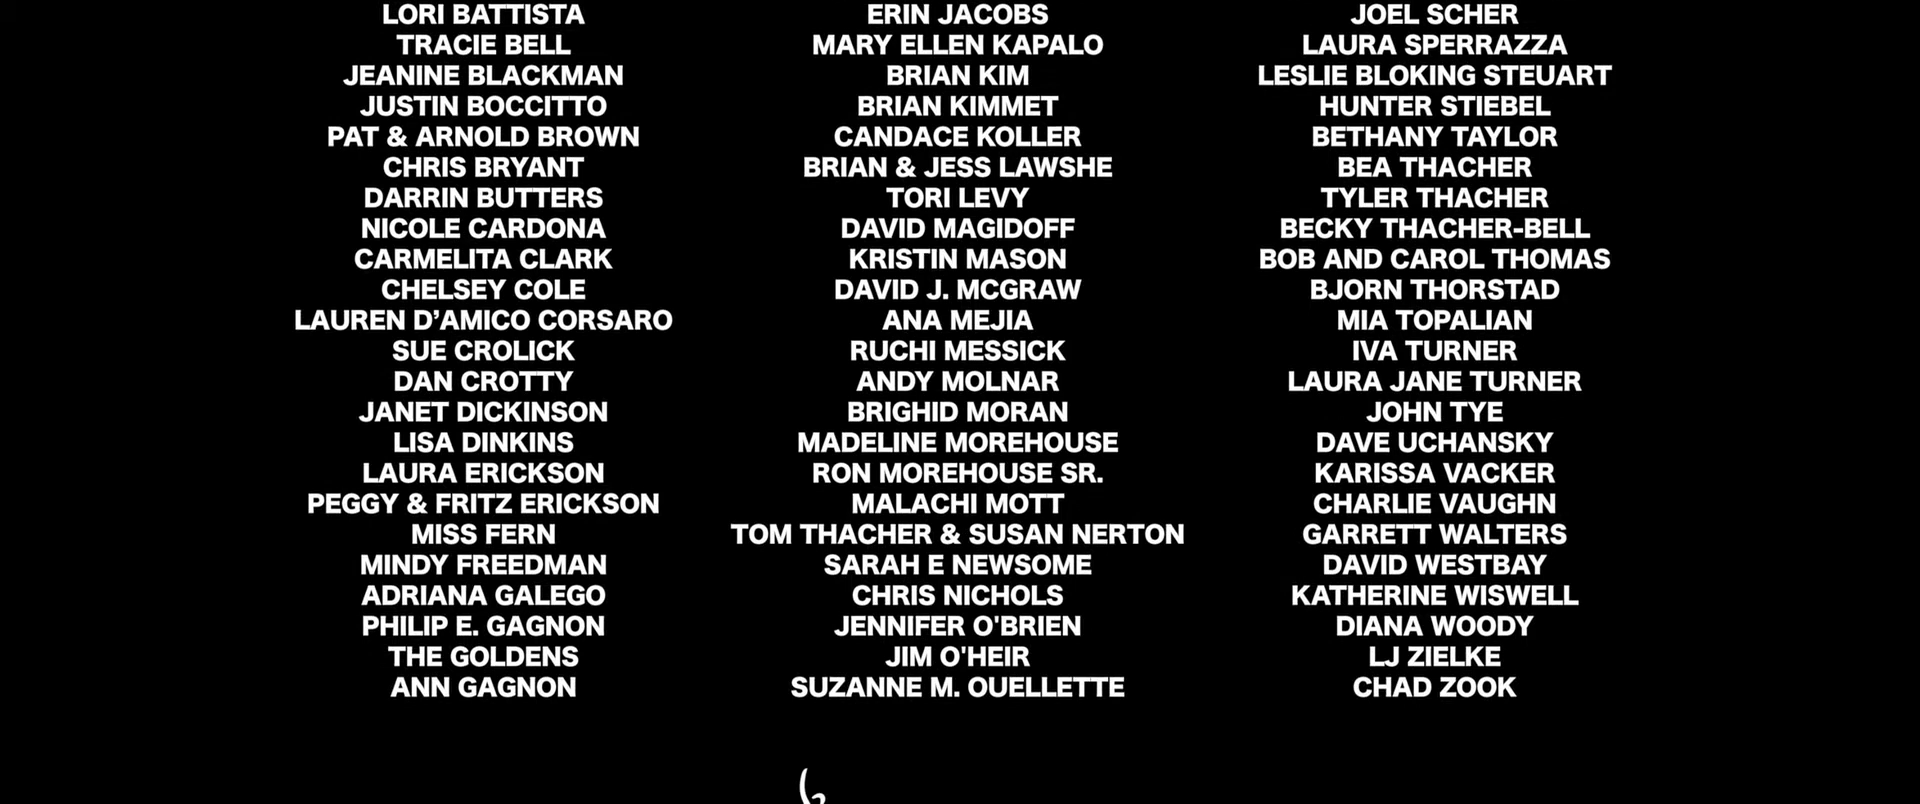 LORI BATTISTA
TRACIE BELL
JEANINE BLACKMAN
JUSTIN BOCCITTO
PAT & ARNOLD BROWN
CHRIS BRYANT
DARRIN BUTTERS
NICOLE CARDONA
CARMELITA CLARK
CHELSEY COLE
LAUREN D’AMICO CORSARO
SUE CROLICK
DAN CROTTY
JANET DICKINSON
LISA DINKINS
LAURA ERICKSON
PEGGY & FRITZ ERICKSON
MISS FERN
MINDY FREEDMAN
ADRIANA GALEGO
PHILIP E. GAGNON
THE GOLDENS
ANN GAGNON
ERIN JACOBS
MARY ELLEN KAPALO
BRIAN KIM
BRIAN KIMMET
CANDACE KOLLER
BRIAN & JESS LAWSHE
TORI LEVY
DAVID MAGIDOFF
KRISTIN MASON
DAVID J. MCGRAW
ANA MEJIA
RUCHI MESSICK
ANDY MOLNAR
BRIGHID MORAN
MADELINE MOREHOUSE
RON MOREHOUSE SR.
MALACHI MOTT
TOM THACHER & SUSAN NERTON
SARAH E NEWSOME
CHRIS NICHOLS
JENNIFER O'BRIEN
JIM O'HEIR
SUZANNE M. OUELLETTE
JOEL SCHER
LAURA SPERRAZZA
LESLIE BLOKING STEUART
HUNTER STIEBEL
BETHANY TAYLOR
BEA THACHER
TYLER THACHER
BECKY THACHER-BELL
BOB AND CAROL THOMAS
BJORN THORSTAD
MIA TOPALIAN
IVA TURNER
LAURA JANE TURNER
JOHN TYE
DAVE UCHANSKY
KARISSA VACKER
CHARLIE VAUGHN
GARRETT WALTERS
DAVID WESTBAY
KATHERINE WISWELL
DIANA WOODY
LJ ZIELKE
CHAD ZOOK